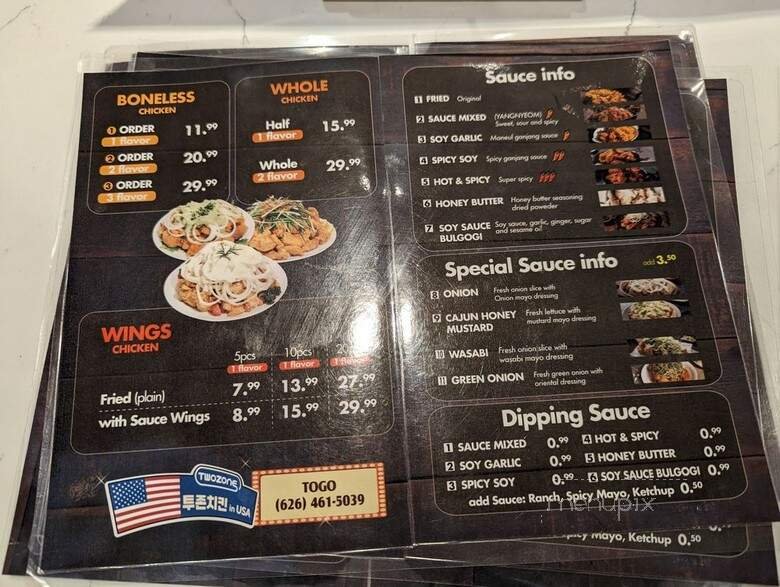 BONELESS
CHICKEN
1 ORDER 11.99
1 flavor
2 ORDER 20.99
2 flavor
3 ORDER 29.99
3 flavor
WHOLE
CHICKEN
Half 15.99
1 flavor
Whole 29.99
2 flavor
WINGS
CHICKEN
5pcs 10pcs
1 flavor 1 flavor 1 flavor
Fried (plain) 7.99 13.99 27.99
with Sauce Wings 8.99 15.99 29.99
TWOZONE
투존치킨 in USA
TOGO
(626) 461-5039
Sauce info
1 FRIED Original
2 SAUCE MIXED (YANGNYEOM)
Sweet, sour and spicy
3 SOY GARLIC Maneul ganjang sauce
4 SPICY SOY Spicy ganjang sauce
5 HOT & SPICY Super spicy
6 HONEY BUTTER Honey butter seasoning
dried powder
7 SOY SAUCE Soy sauce, garlic, ginger, sugar
BULGOGI and sesame oil
Special Sauce info add 3.50
8 ONION Fresh onion slice with
Onion mayo dressing
9 CAJUN HONEY Fresh lettuce with
MUSTARD mustard mayo dressing
10 WASABI Fresh onion slice with
wasabi mayo dressing
11 GREEN ONION Fresh green onion with
oriental dressing
Dipping Sauce
1 SAUCE MIXED 0.99 4 HOT & SPICY 0.99
2 SOY GARLIC 0.99 5 HONEY BUTTER 0.99
3 SPICY SOY 0.99 6 SOY SAUCE BULGOGI 0.99
add Sauce: Ranch, Spicy Mayo, Ketchup 0.50
menupix
Mayo, Ketchup 0.50